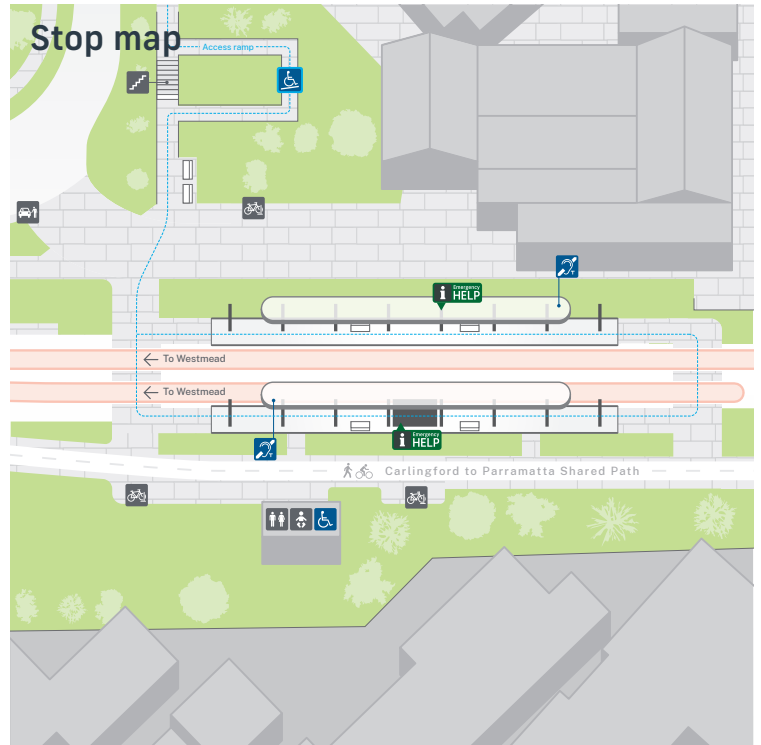 Stop map
Access ramp
T
i Emergency HELP
To Westmead
To Westmead
T
i Emergency HELP
Carlingford to Parramatta Shared Path